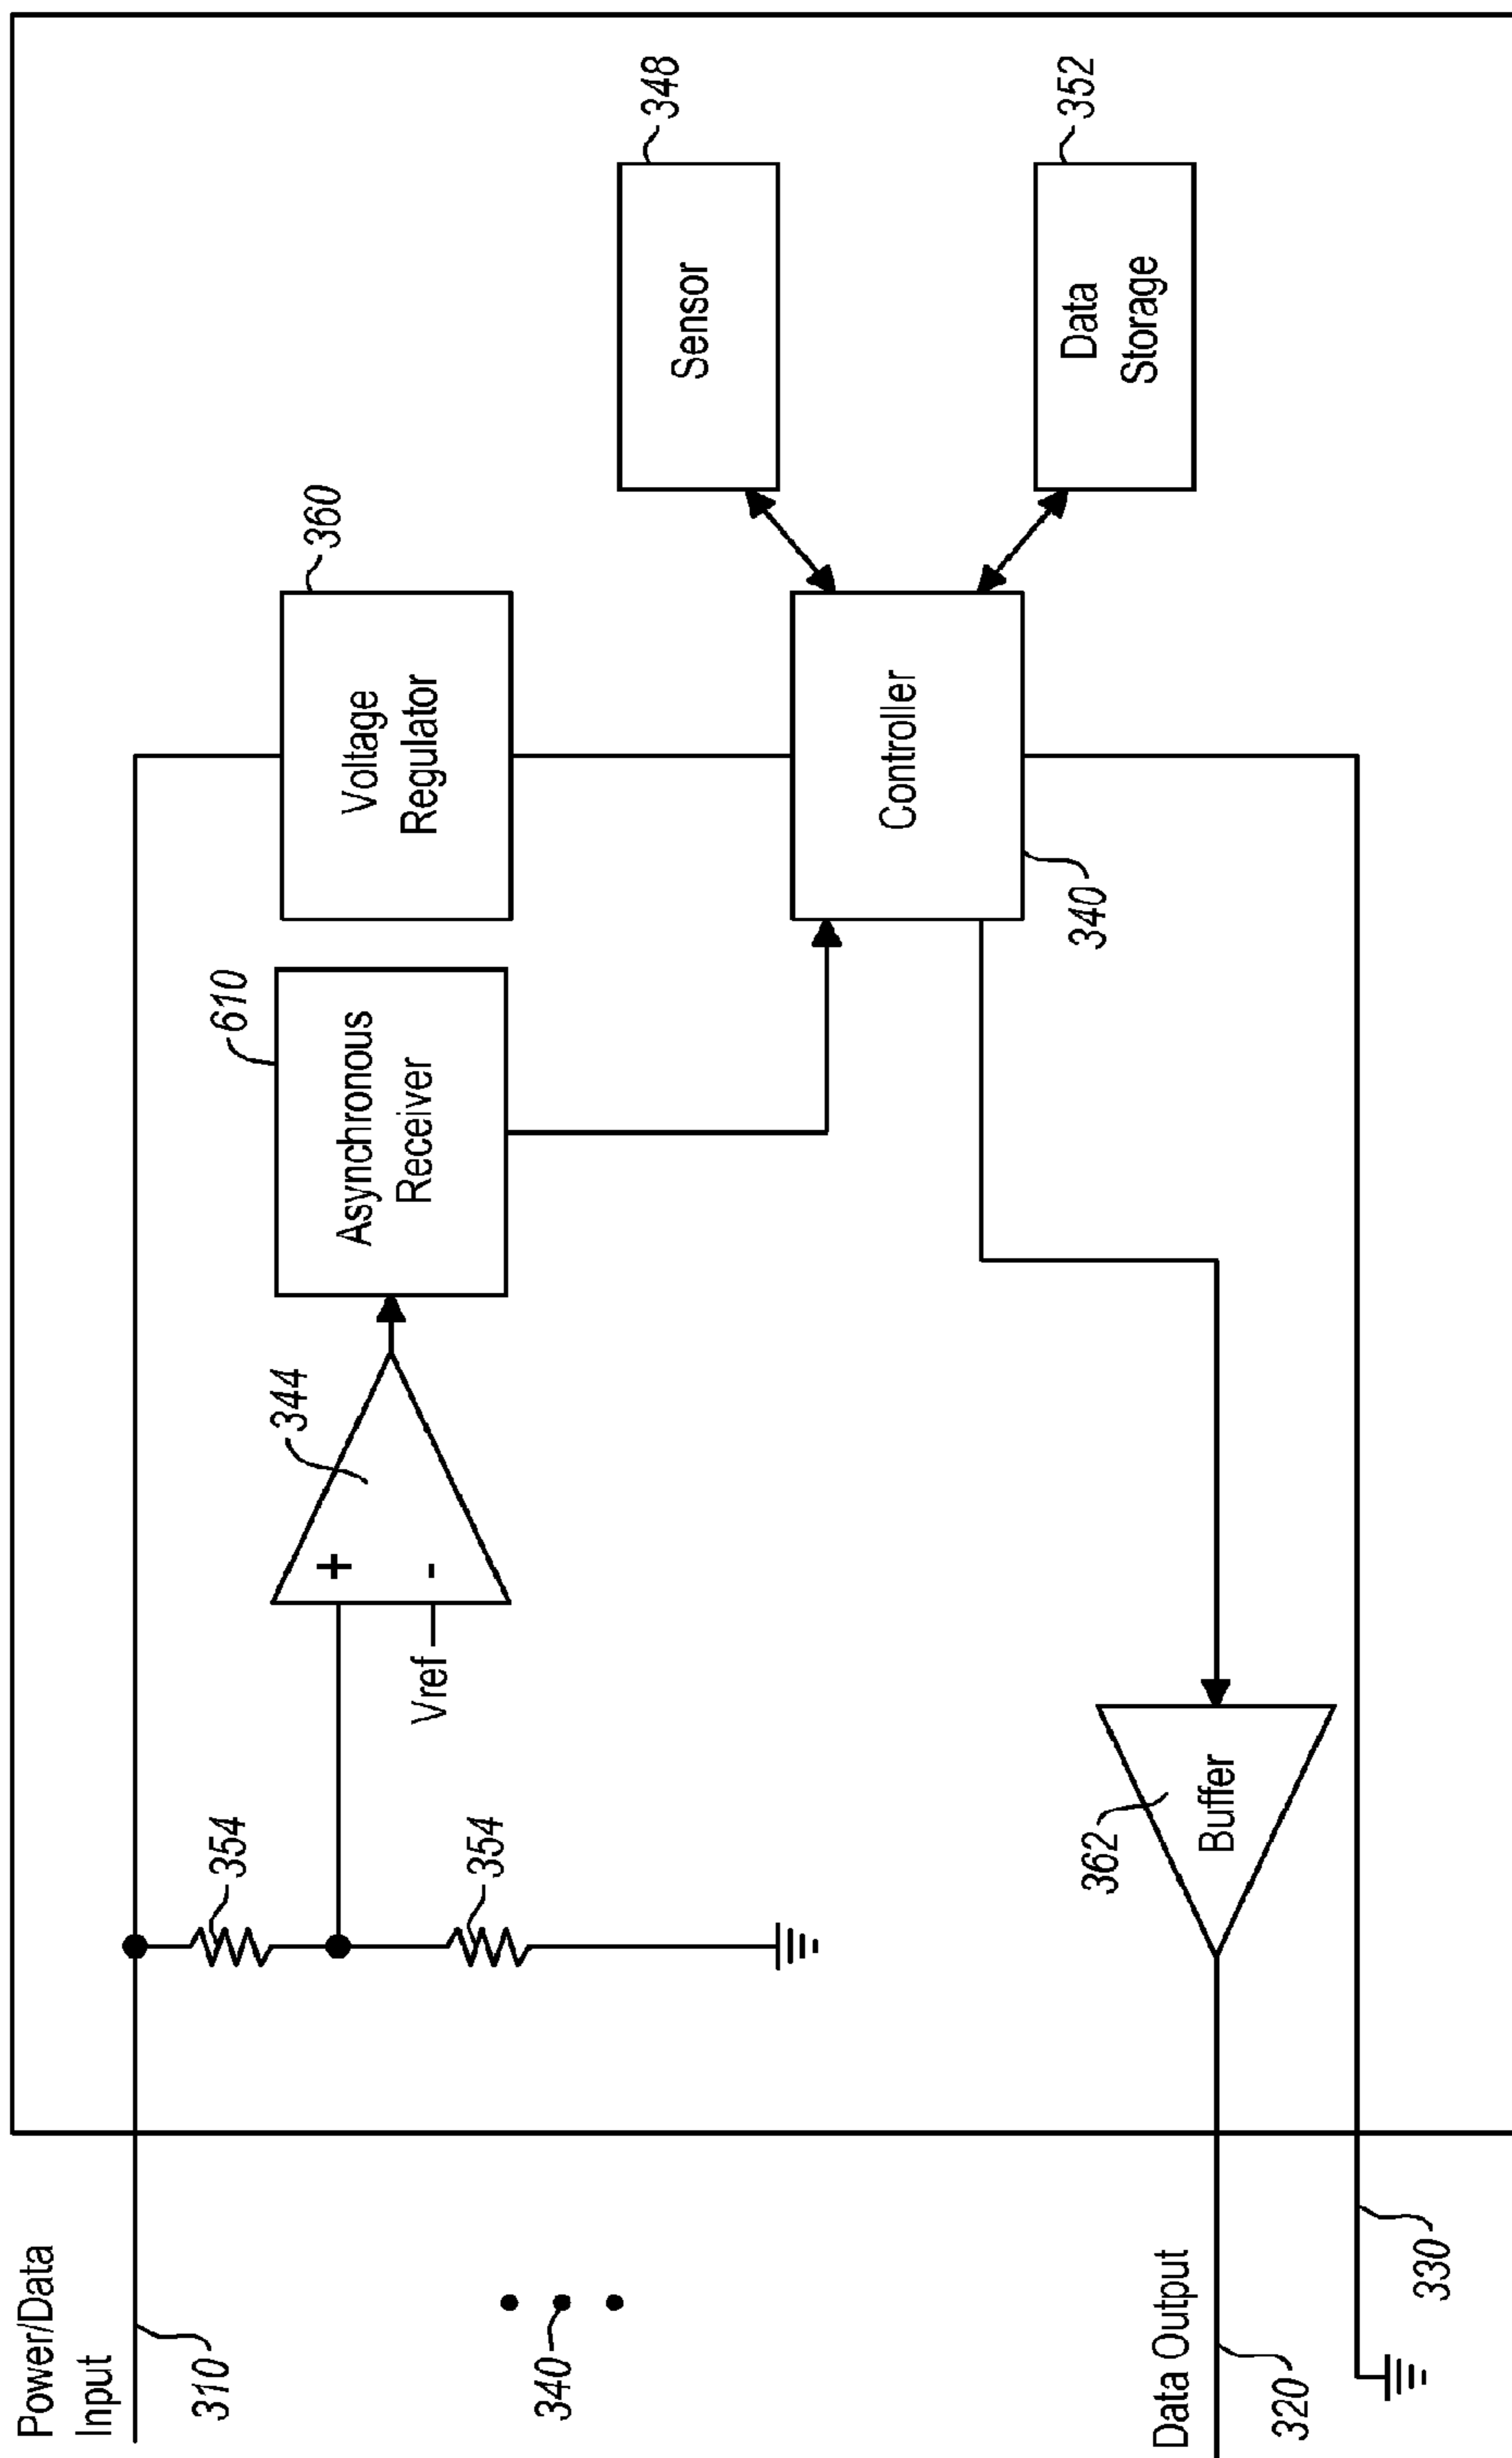 Power/Data
Input
310
354
354
344
+
-
Vref
610
Asynchronous
Receiver
360
Voltage
Regulator
348
Sensor
352
Data
Storage
Controller
340
340
362
Buffer
Data Output
320
330